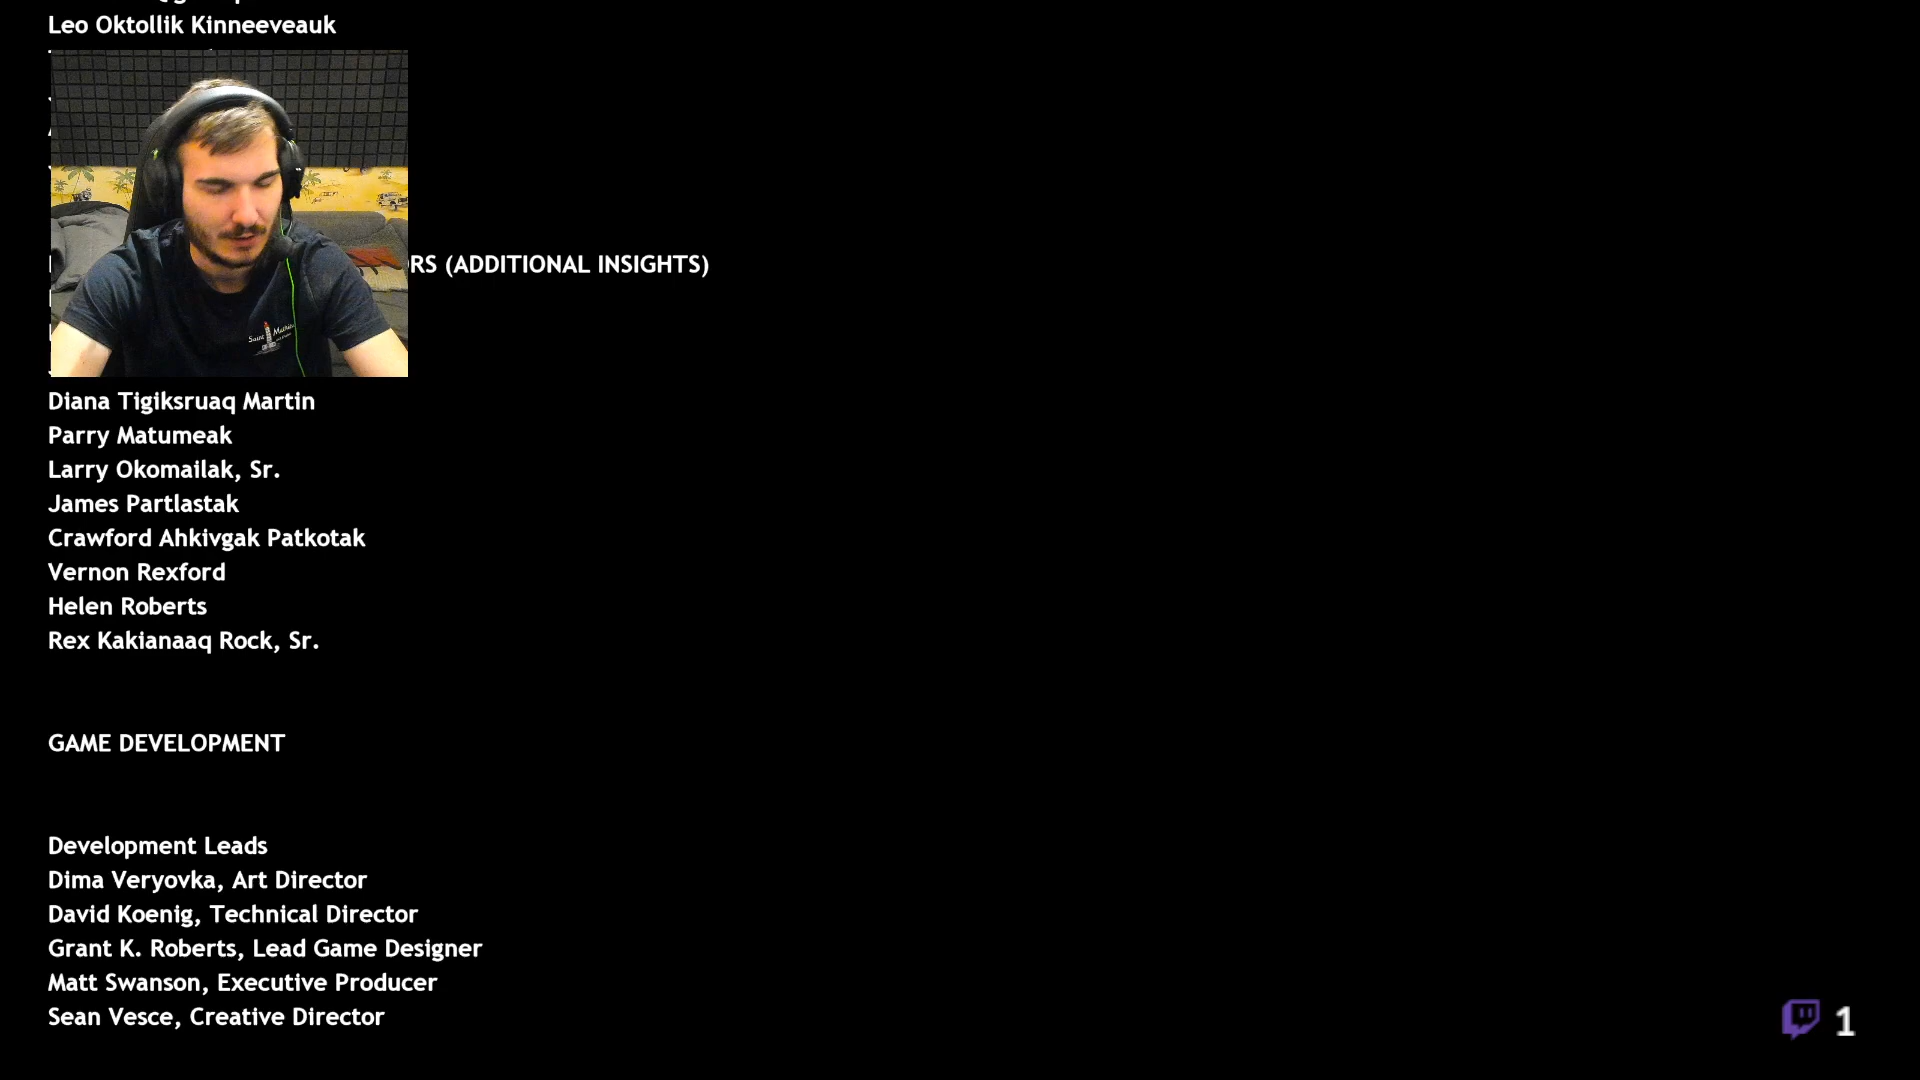 Leo Oktollik Kinneeveauk
RS (ADDITIONAL INSIGHTS)
Diana Tigiksruaq Martin
Parry Matumeak
Larry Okomailak, Sr.
James Partlastak
Crawford Ahkivgak Patkotak
Vernon Rexford
Helen Roberts
Rex Kakianaaq Rock, Sr.
GAME DEVELOPMENT
Development Leads
Dima Veryovka, Art Director
David Koenig, Technical Director
Grant K. Roberts, Lead Game Designer
Matt Swanson, Executive Producer
Sean Vesce, Creative Director
1